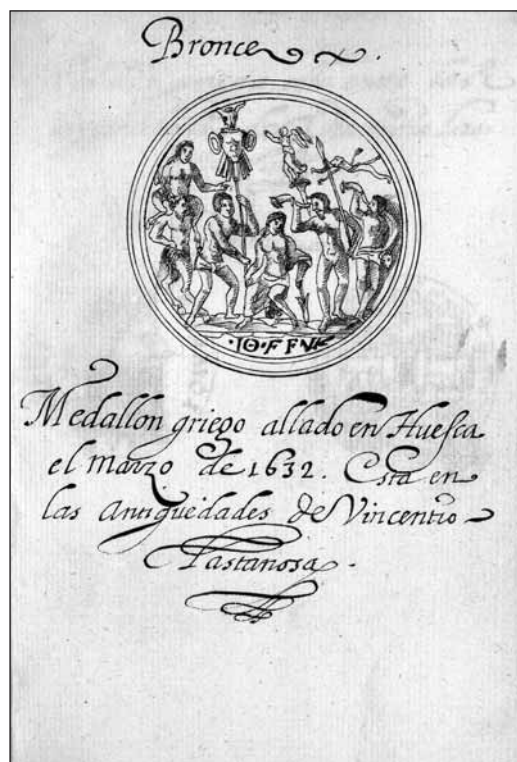 Bronce
·IO·F F
Medallon griego allado en Huesca
el marzo de 1632. Esta en
las antiguedades de Vincentio
Lastanosa.